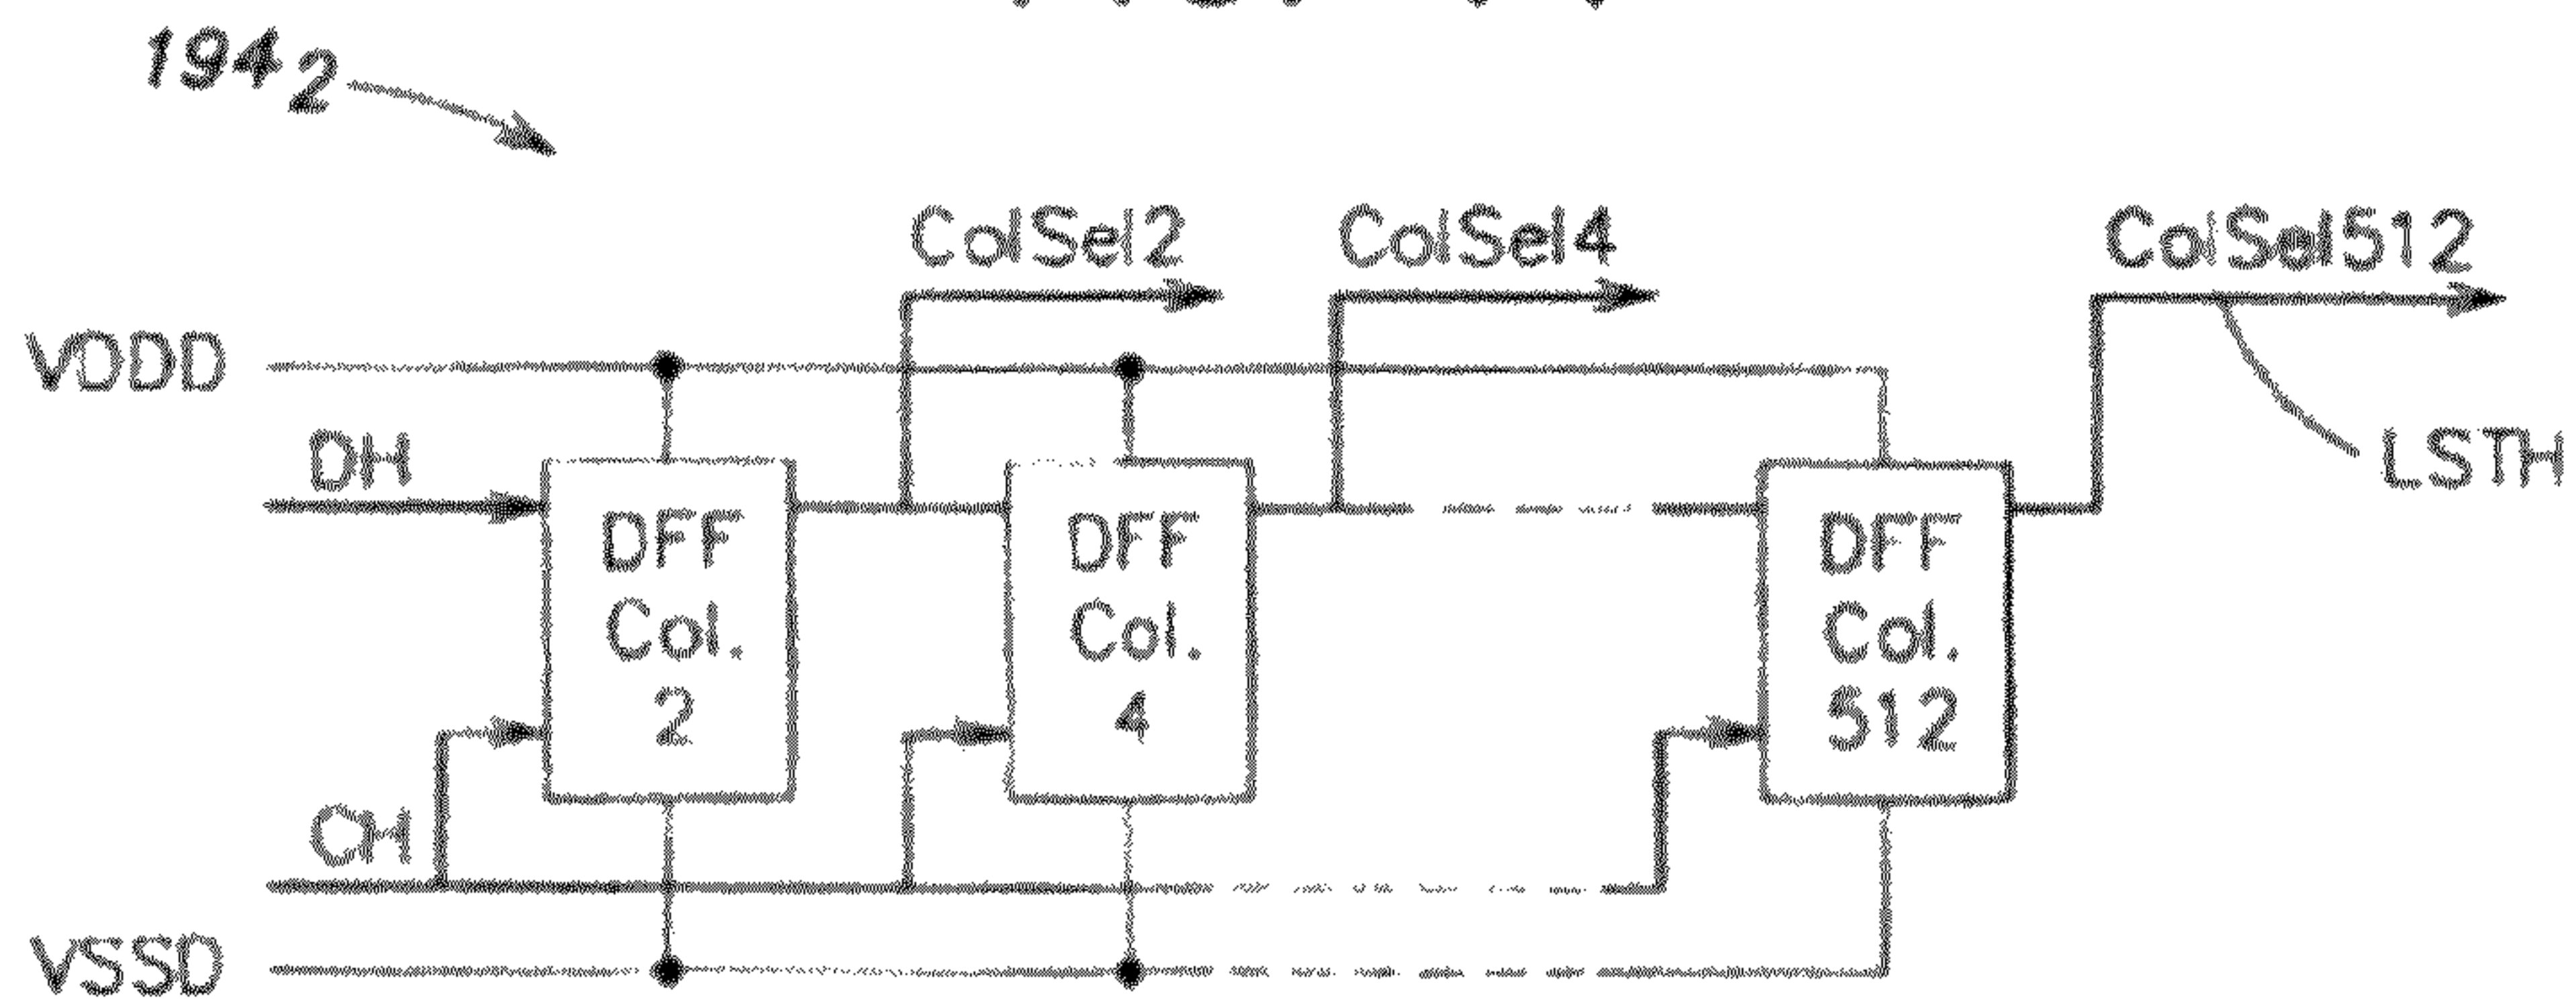 194₂
ColSel2
ColSel4
ColSel512
VDDD
DH
LSTH
DFF
Col.
2
DFF
Col.
4
DFF
Col.
512
CH
VSSD